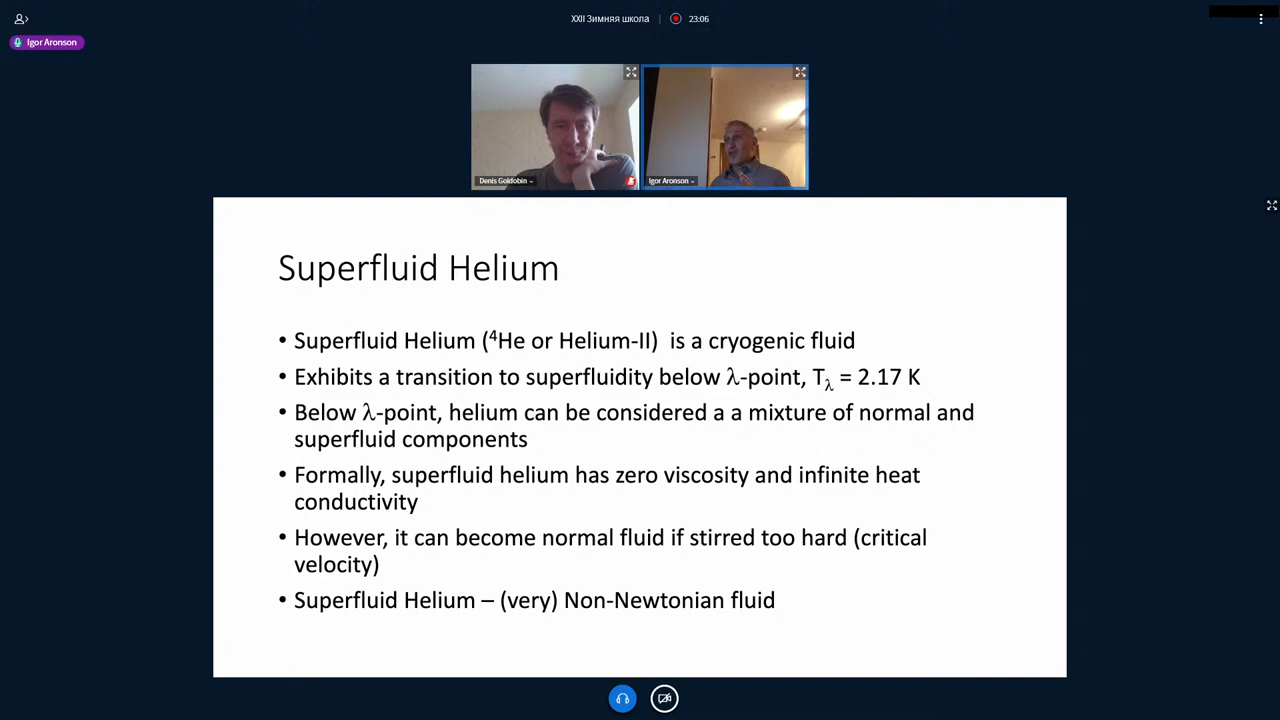 XXII Зимняя школа
23:06
Igor Aronson
Denis Goldobin
Igor Aronson
Superfluid Helium
• Superfluid Helium (⁴He or Helium-II) is a cryogenic fluid
• Exhibits a transition to superfluidity below λ-point, Tλ = 2.17 K
• Below λ-point, helium can be considered a a mixture of normal and
superfluid components
• Formally, superfluid helium has zero viscosity and infinite heat
conductivity
• However, it can become normal fluid if stirred too hard (critical
velocity)
• Superfluid Helium – (very) Non-Newtonian fluid